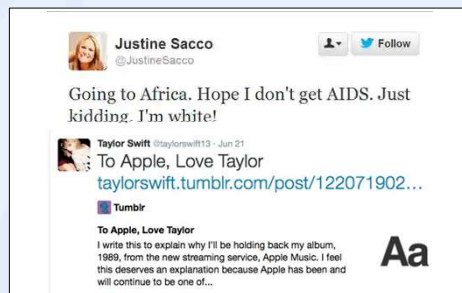 Justine Sacco
@JustineSacco
Follow
Going to Africa. Hope I don't get AIDS. Just
kidding. I'm white!
Taylor Swift @taylorswift13 · Jun 21
To Apple, Love Taylor
taylorswift.tumblr.com/post/122071902...
Tumblr
To Apple, Love Taylor
I write this to explain why I'll be holding back my album,
1989, from the new streaming service, Apple Music. I feel
this deserves an explanation because Apple has been and
will continue to be one of...
Aa